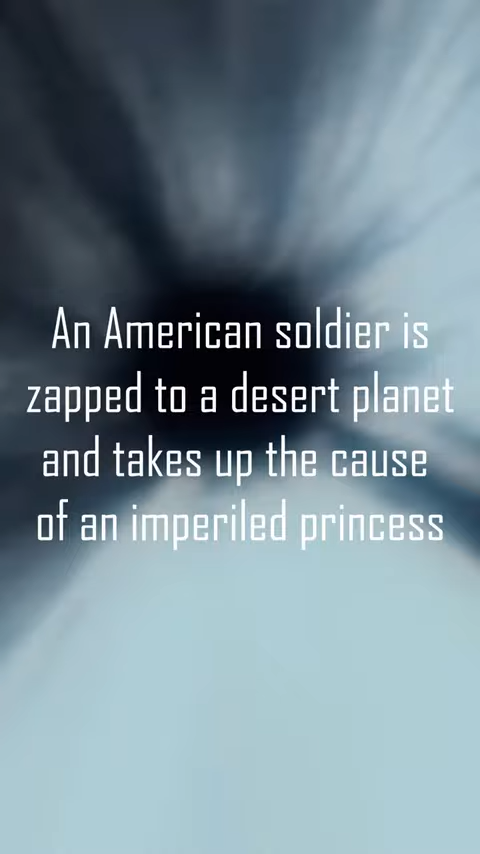 An American soldier is
zapped to a desert planet
and takes up the cause
of an imperiled princess